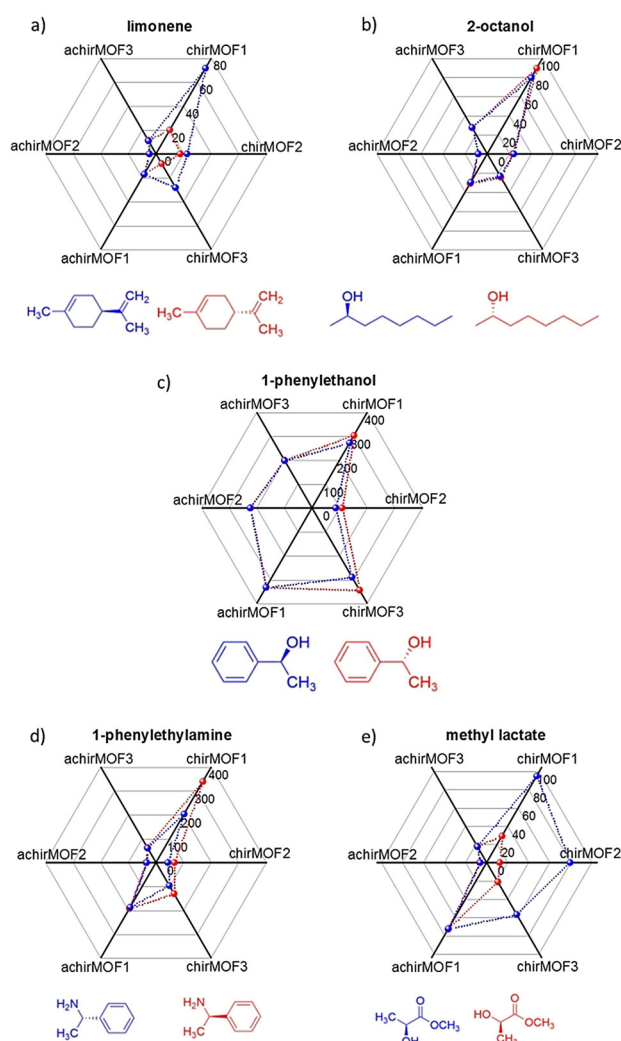 a)
limonene
achirMOF3
chirMOF1
80
60
40
20
0
achirMOF2
chirMOF2
achirMOF1
chirMOF3
H₃C
CH₂
CH₃
H₃C
CH₂
CH₃
b)
2-octanol
achirMOF3
chirMOF1
100
80
60
40
20
0
achirMOF2
chirMOF2
achirMOF1
chirMOF3
OH
OH
c)
1-phenylethanol
achirMOF3
chirMOF1
400
300
200
100
0
achirMOF2
chirMOF2
achirMOF1
chirMOF3
OH
CH₃
OH
CH₃
d)
1-phenylethylamine
achirMOF3
chirMOF1
400
300
200
100
0
achirMOF2
chirMOF2
achirMOF1
chirMOF3
H₂N
CH₃
H₂N
CH₃
e)
methyl lactate
achirMOF3
chirMOF1
100
80
60
40
20
0
achirMOF2
chirMOF2
achirMOF1
chirMOF3
O
H₃C
OCH₃
OH
O
HO
OCH₃
CH₃